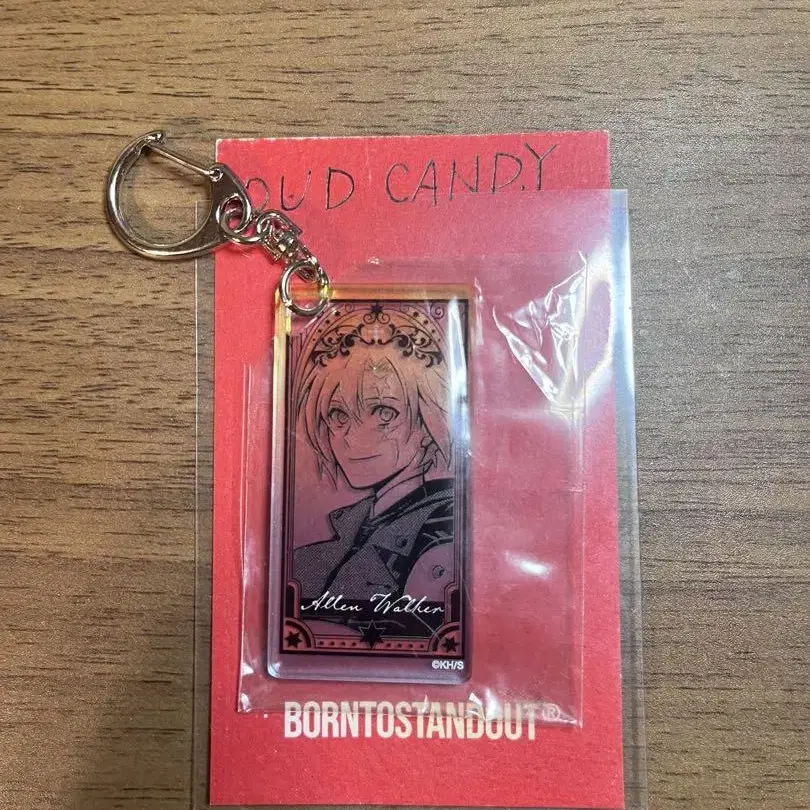 OUD CANDY
Allen Walker
©KH/S
BORNTOSTANDOUT®